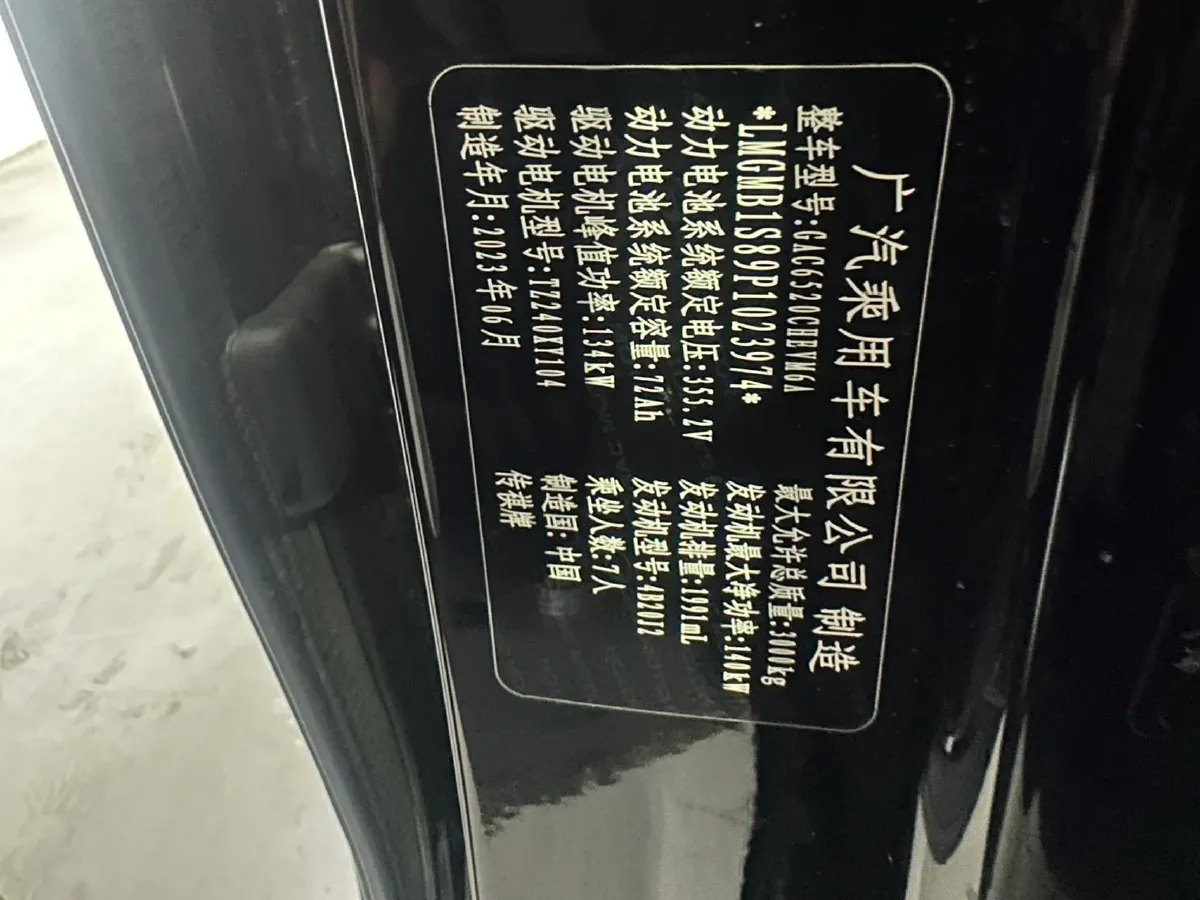 广汽乘用车有限公司 制造
整车型号:GAC6520CHEVM6A
*LMGMB1S89P1023974*
动力电池系统额定电压:355.2V
动力电池系统额定容量:72Ah
驱动电机峰值功率:134kW
驱动电机型号:TZ240XY104
制造年月:2023年06月
最大允许总质量:3000kg
发动机最大净功率:140kW
发动机排量:1991mL
发动机型号:4B20J2
乘坐人数:7人
制造国:中国
传祺牌